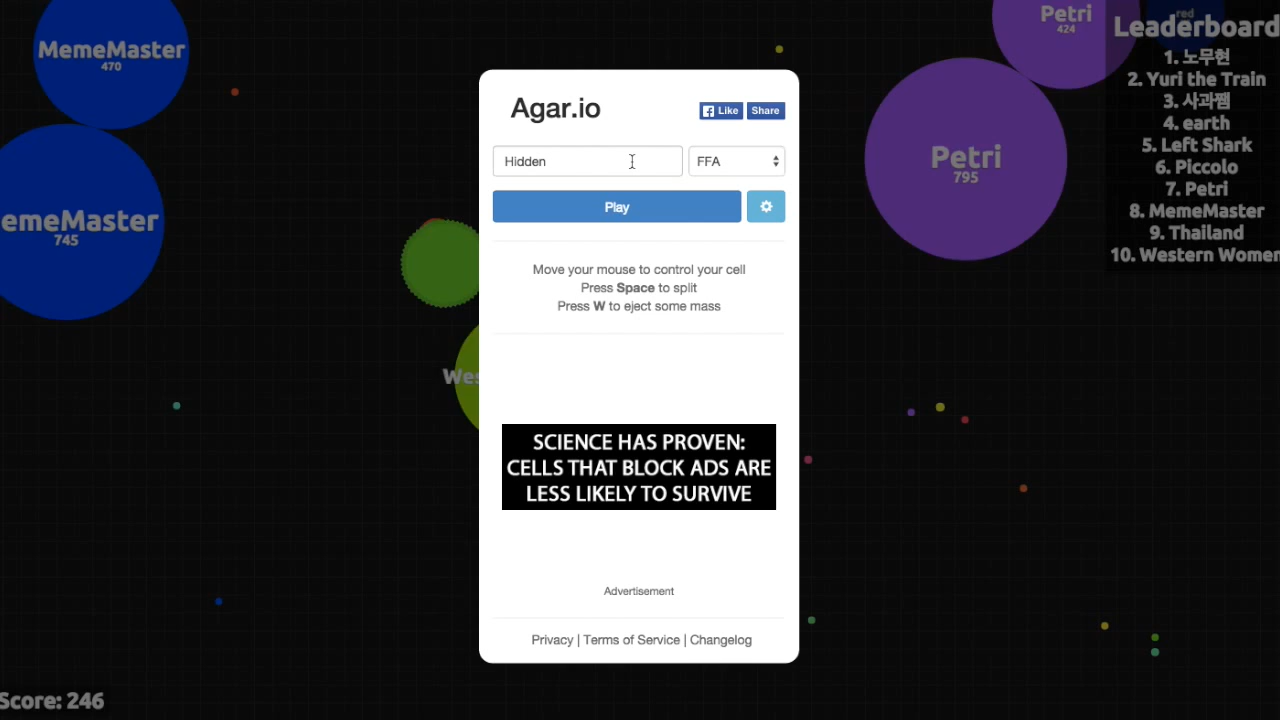 MemeMaster
470
ememaster
745
Agar.io
Like
Share
Hidden
FFA
Play
Move your mouse to control your cell
Press Space to split
Press W to eject some mass
Wes
SCIENCE HAS PROVEN:
CELLS THAT BLOCK ADS ARE
LESS LIKELY TO SURVIVE
Advertisement
Privacy | Terms of Service | Changelog
Petri
424
Petri
795
red
Leaderboard
1. 노무현
2. Yuri the Train
3. 사과쨈
4. earth
5. Left Shark
6. Piccolo
7. Petri
8. MemeMaster
9. Thailand
10. Western Women
Score: 246